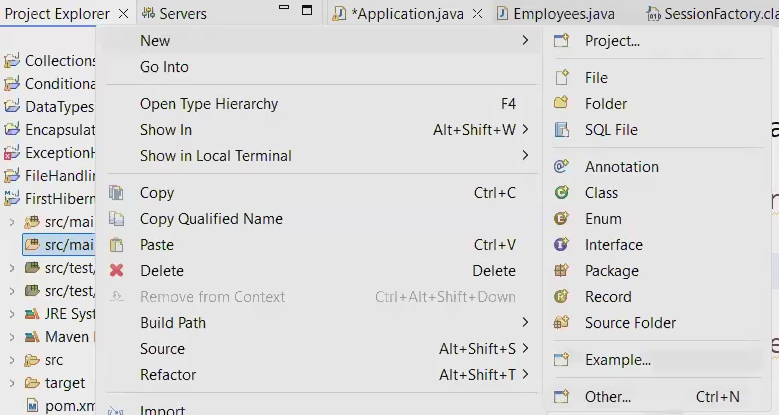 Project Explorer
Servers
*Application.java
Employees.java
SessionFactory.cla
Collections
Conditiona
DataTypes
Encapsulat
ExceptionH
FileHandlin
FirstHibern
src/mai
src/mai
src/test/
src/test/
JRE Syst
Maven
src
target
pom.xm
New
Go Into
Open Type Hierarchy F4
Show In Alt+Shift+W
Show in Local Terminal
Copy Ctrl+C
Copy Qualified Name
Paste Ctrl+V
Delete Delete
Remove from Context Ctrl+Alt+Shift+Down
Build Path
Source Alt+Shift+S
Refactor Alt+Shift+T
Import
Project...
File
Folder
SQL File
Annotation
Class
Enum
Interface
Package
Record
Source Folder
Example...
Other... Ctrl+N